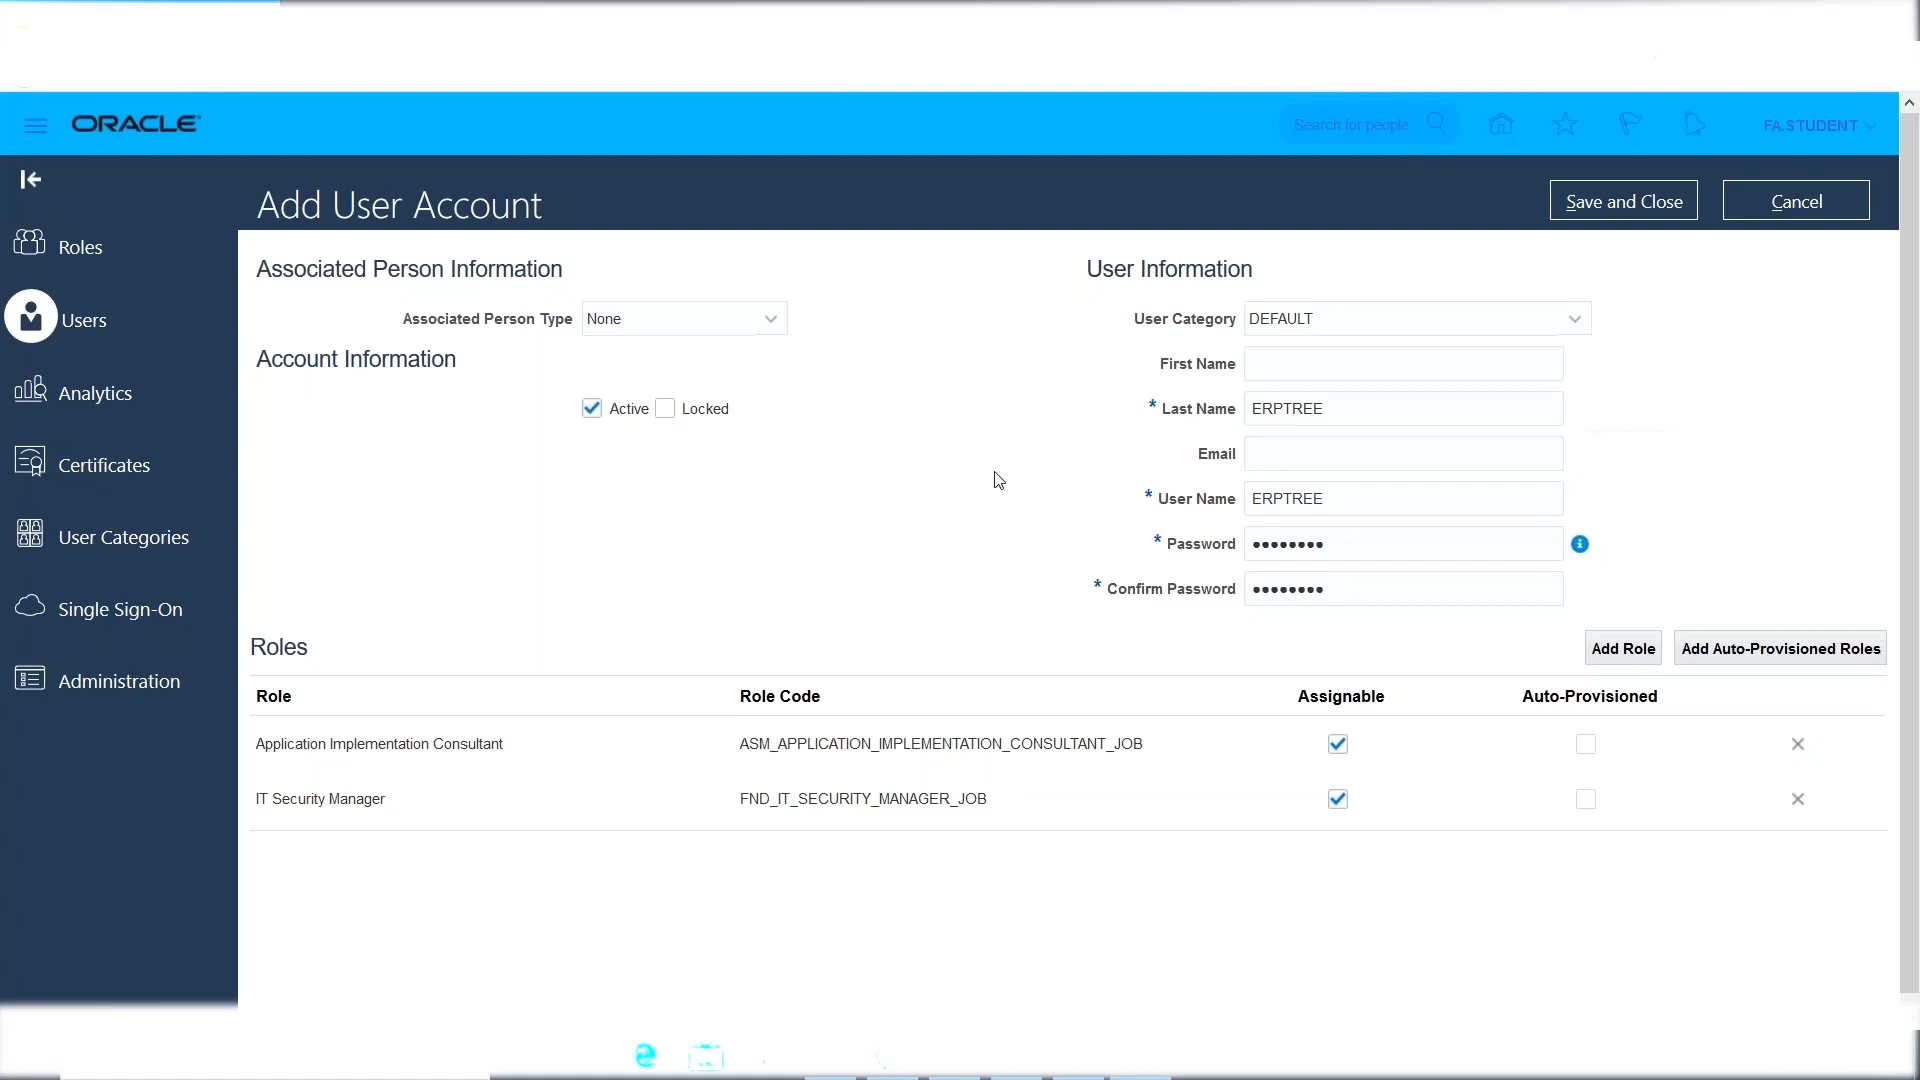 ORACLE
Search for people
FA.STUDENT
Add User Account
Save and Close
Cancel
Roles
Users
Analytics
Certificates
User Categories
Single Sign-On
Administration
Associated Person Information
Associated Person Type None
Account Information
Active Locked
User Information
User Category DEFAULT
First Name
* Last Name ERPTREE
Email
* User Name ERPTREE
* Password ••••••••
* Confirm Password ••••••••
Roles
Add Role Add Auto-Provisioned Roles
Role Role Code Assignable Auto-Provisioned
Application Implementation Consultant ASM_APPLICATION_IMPLEMENTATION_CONSULTANT_JOB
IT Security Manager FND_IT_SECURITY_MANAGER_JOB